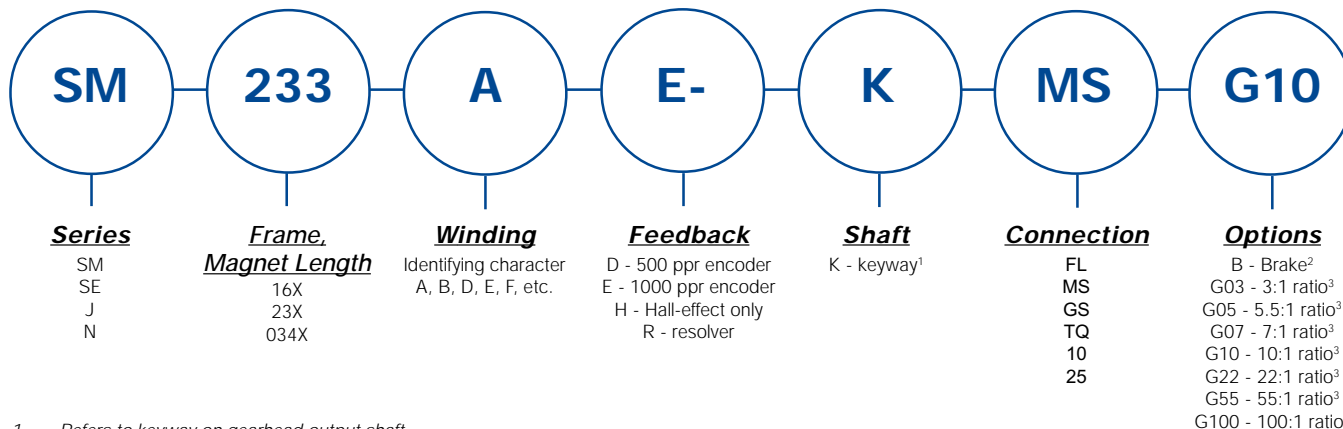 SM 233 A E- K MS G10
Series
SM
SE
J
N
Frame,
Magnet Length
16X
23X
034X
Winding
Identifying character
A, B, D, E, F, etc.
Feedback
D - 500 ppr encoder
E - 1000 ppr encoder
H - Hall-effect only
R - resolver
Shaft
K - keyway¹
Connection
FL
MS
GS
TQ
10
25
Options
B - Brake²
G03 - 3:1 ratio³
G05 - 5.5:1 ratio³
G07 - 7:1 ratio³
G10 - 10:1 ratio³
G22 - 22:1 ratio³
G55 - 55:1 ratio³
G100 - 100:1 ratio